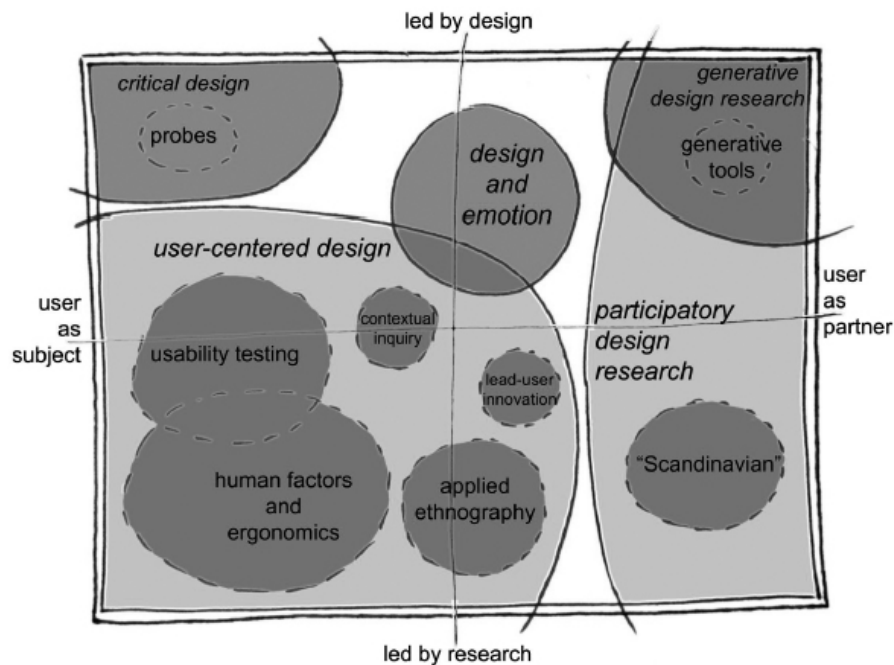 led by design
critical design
probes
generative
design research
generative
tools
design
and
emotion
user-centered design
user
as
subject
contextual
inquiry
usability testing
participatory
design
research
user
as
partner
lead-user
innovation
human factors
and
ergonomics
applied
ethnography
“Scandinavian”
led by research